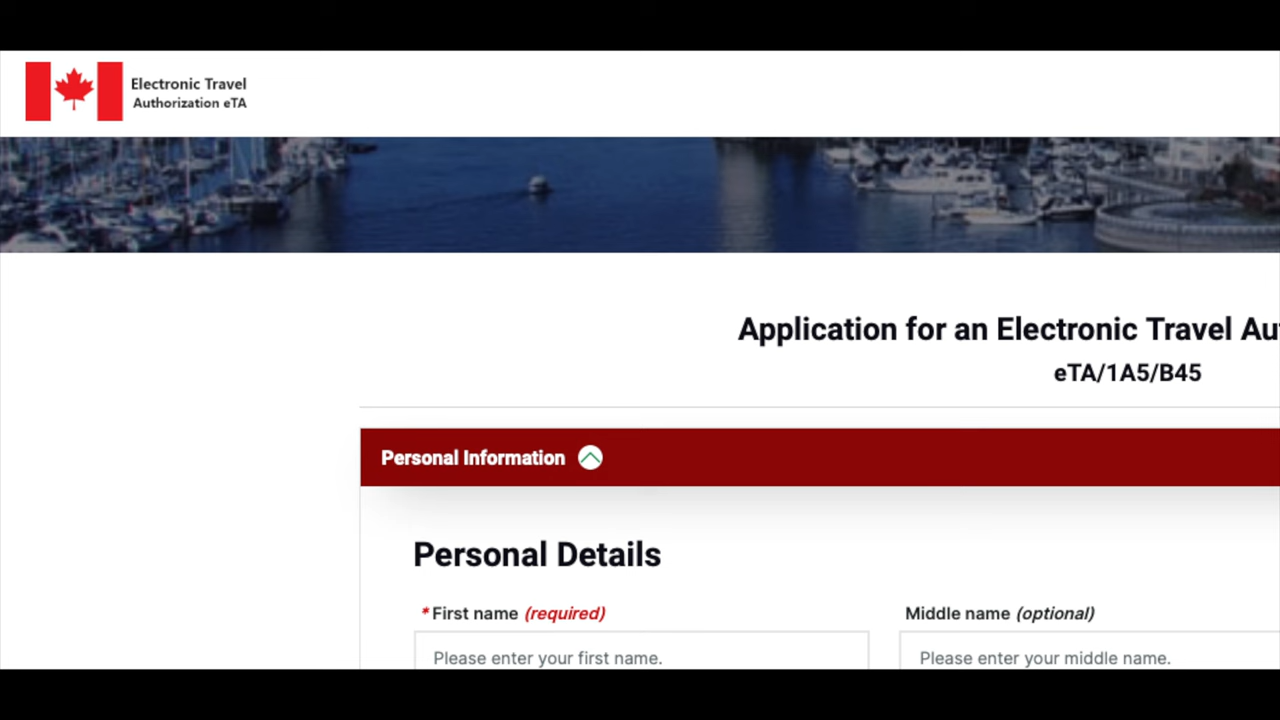 Electronic Travel
Authorization eTA
Application for an Electronic Travel Au
eTA/1A5/B45
Personal Information
Personal Details
* First name (required)
Middle name (optional)
Please enter your first name.
Please enter your middle name.